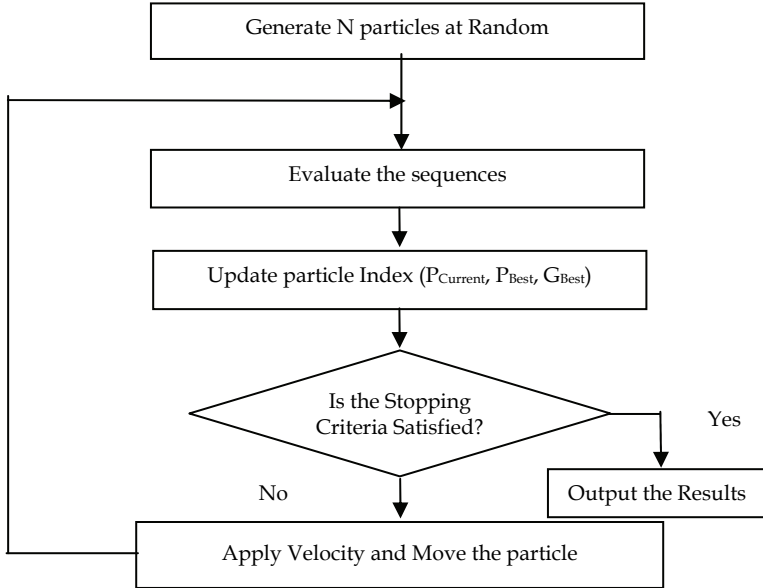 Generate N particles at Random
Evaluate the sequences
Update particle Index (PCurrent, PBest, GBest)
Is the Stopping
Criteria Satisfied?
Yes
No
Output the Results
Apply Velocity and Move the particle